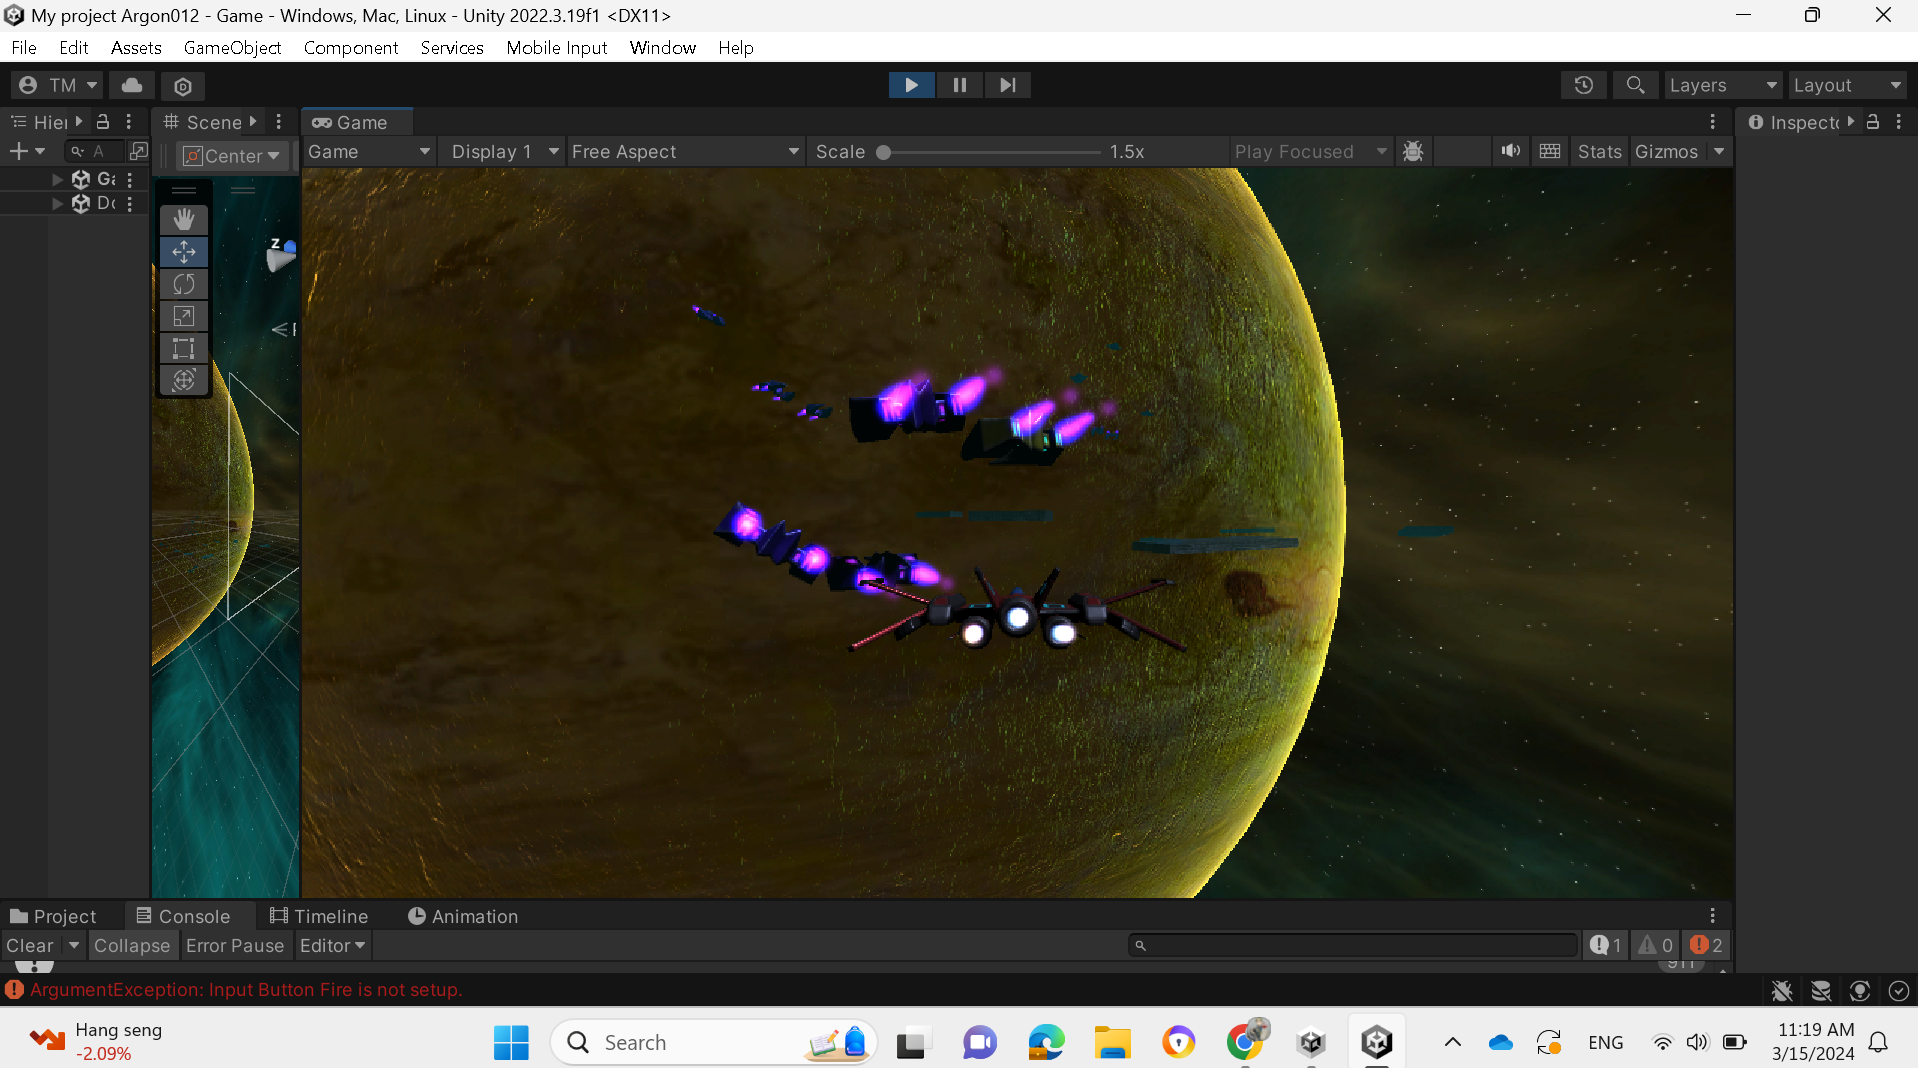 My project Argon012 - Game - Windows, Mac, Linux - Unity 2022.3.19f1 <DX11>
File Edit Assets GameObject Component Services Mobile Input Window Help
TM Layers Layout
Hier Scene Game Inspect
A Center Game Display 1 Free Aspect Scale 1.5x Play Focused Stats Gizmos
Ga
Do
Z
Project Console Timeline Animation
Clear Collapse Error Pause Editor 1 0 2
911
ArgumentException: Input Button Fire is not setup.
Hang seng
-2.09%
Search
ENG
11:19 AM
3/15/2024